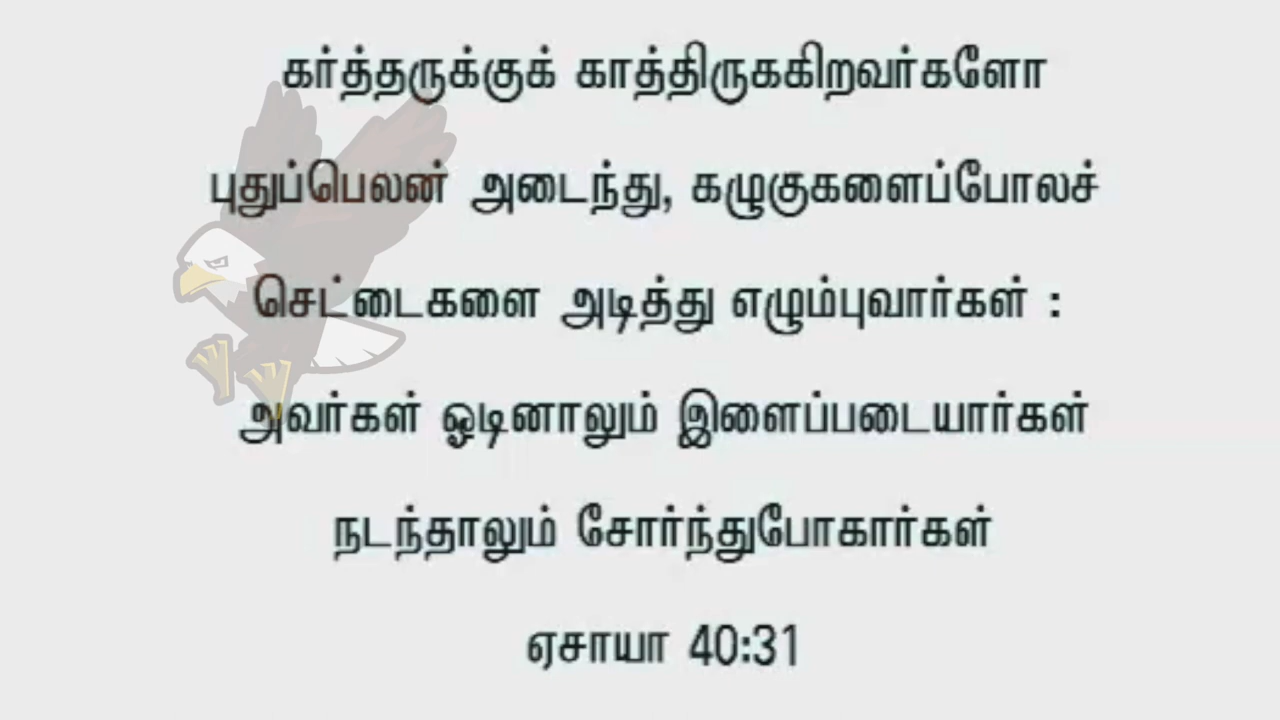 கர்த்தருக்குக் காத்திருககிறவர்களோ
புதுப்பெலன் அடைந்து, கழுகுகளைப்போலச்
செட்டைகளை அடித்து எழும்புவார்கள் :
அவர்கள் ஓடினாலும் இளைப்படையார்கள்
நடந்தாலும் சோர்ந்துபோகார்கள்
ஏசாயா 40:31